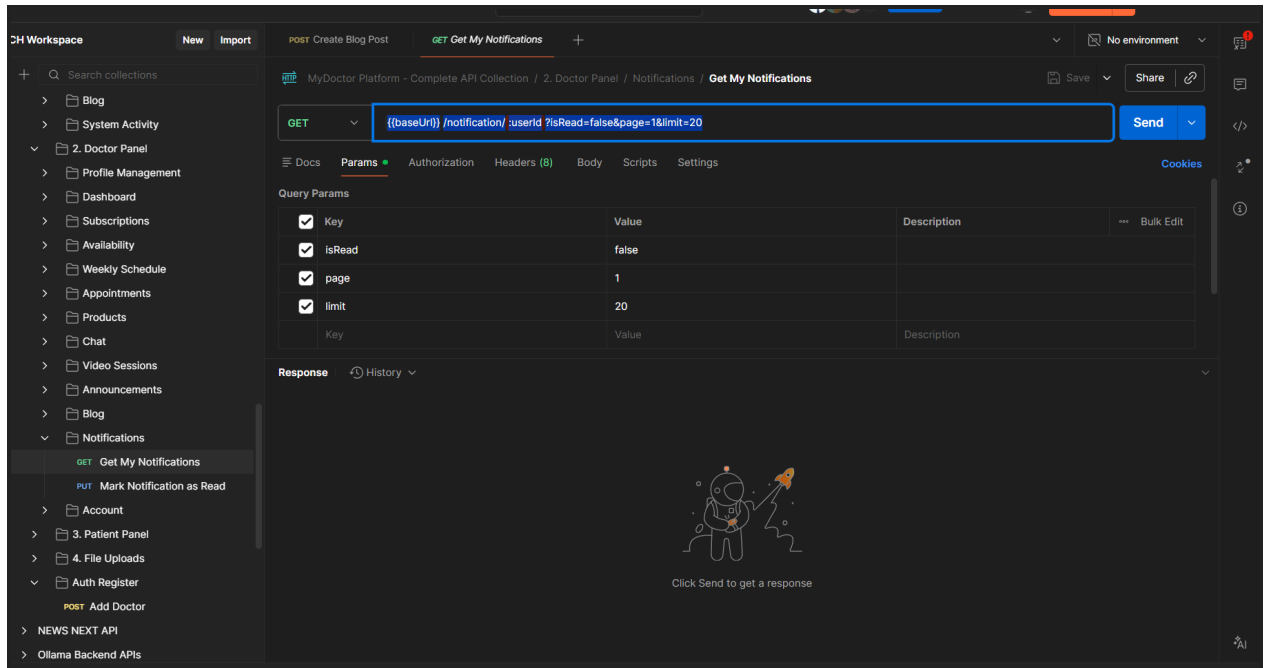 CH Workspace New Import
POST Create Blog Post GET Get My Notifications
No environment
Search collections
HTTP MyDoctor Platform - Complete API Collection / 2. Doctor Panel / Notifications / Get My Notifications
Save Share
Blog
System Activity
2. Doctor Panel
Profile Management
Dashboard
Subscriptions
Availability
Weekly Schedule
Appointments
Products
Chat
Video Sessions
Announcements
Blog
Notifications
GET Get My Notifications
PUT Mark Notification as Read
Account
3. Patient Panel
4. File Uploads
Auth Register
POST Add Doctor
NEWS NEXT API
Ollama Backend APIs
GET {{baseUrl}} /notification/ :userId ?isRead=false&page=1&limit=20 Send
Docs Params Authorization Headers (8) Body Scripts Settings Cookies
Query Params
Key Value Description Bulk Edit
isRead false
page 1
limit 20
Key Value Description
Response History
Click Send to get a response
AI